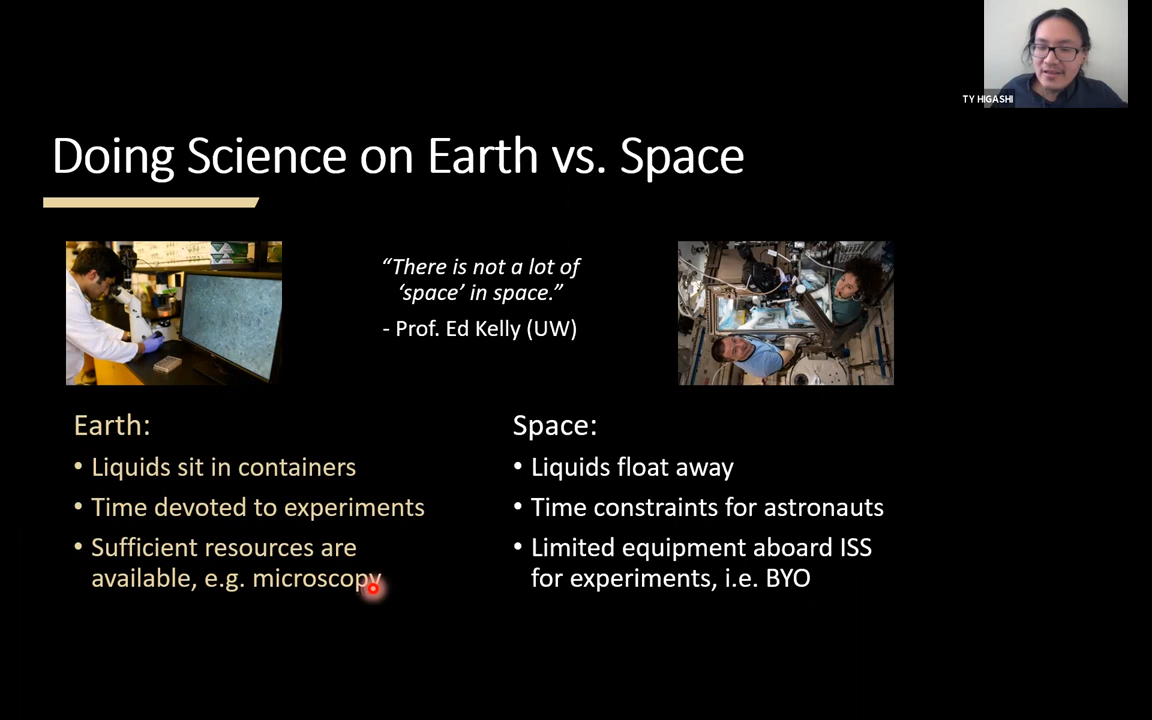 TY HIGASHI
Doing Science on Earth vs. Space
“There is not a lot of
‘space’ in space.”
- Prof. Ed Kelly (UW)
Earth:
• Liquids sit in containers
• Time devoted to experiments
• Sufficient resources are
available, e.g. microscopy
Space:
• Liquids float away
• Time constraints for astronauts
• Limited equipment aboard ISS
for experiments, i.e. BYO